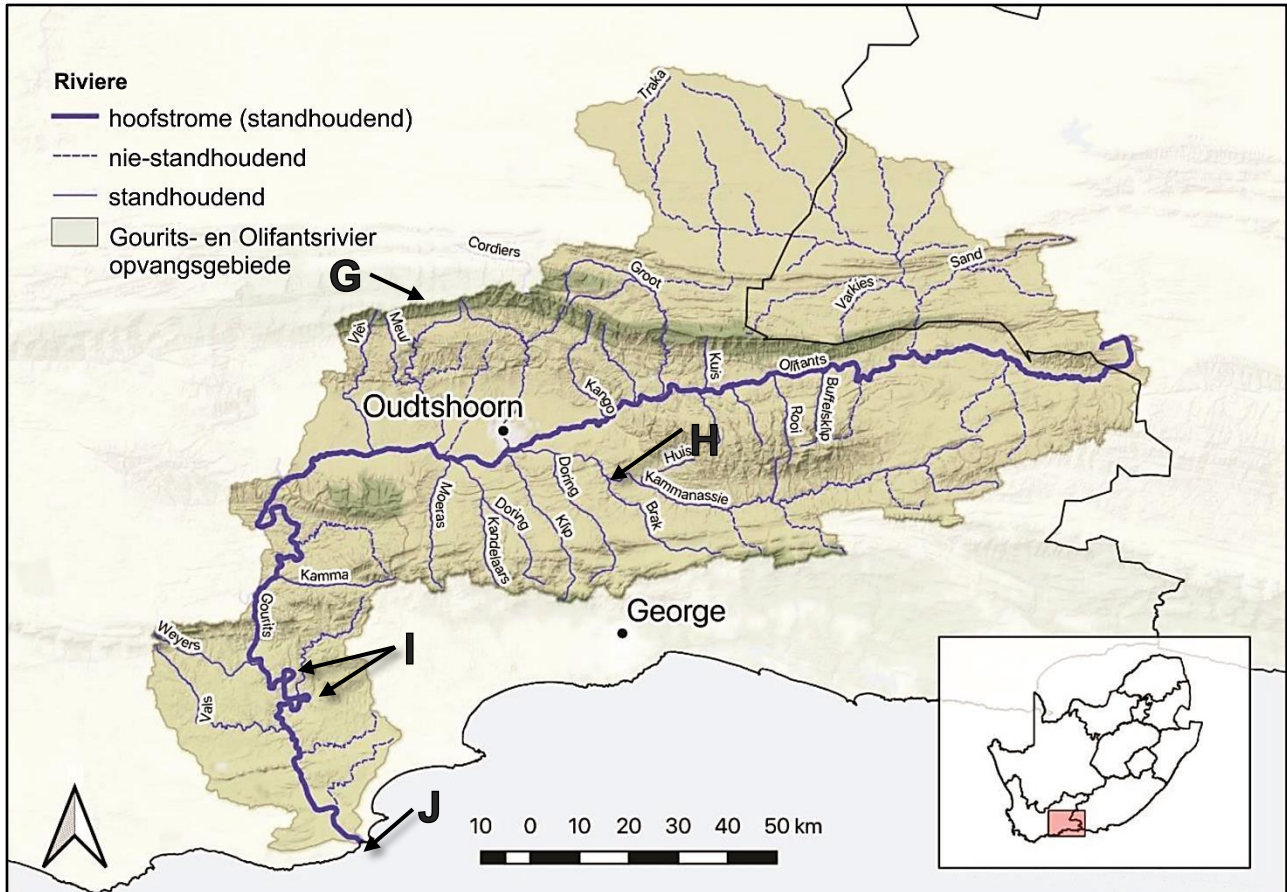 Riviere
hoofstrome (standhoudend)
nie-standhoudend
standhoudend
Gourits- en Olifantsrivier
opvangsgebiede
Traka
Cordiers
G
Groot
Sand
Varkies
Vlei
Meul
Kuis
Olifants
Kango
Rooi
Buffelsklip
Oudtshoorn
H
Huis
Kammanassie
Moeras
Doring
Doring
Kandelaars
Klip
Brak
Kamma
Gourits
George
Weyers
I
Vals
J
10 0 10 20 30 40 50 km